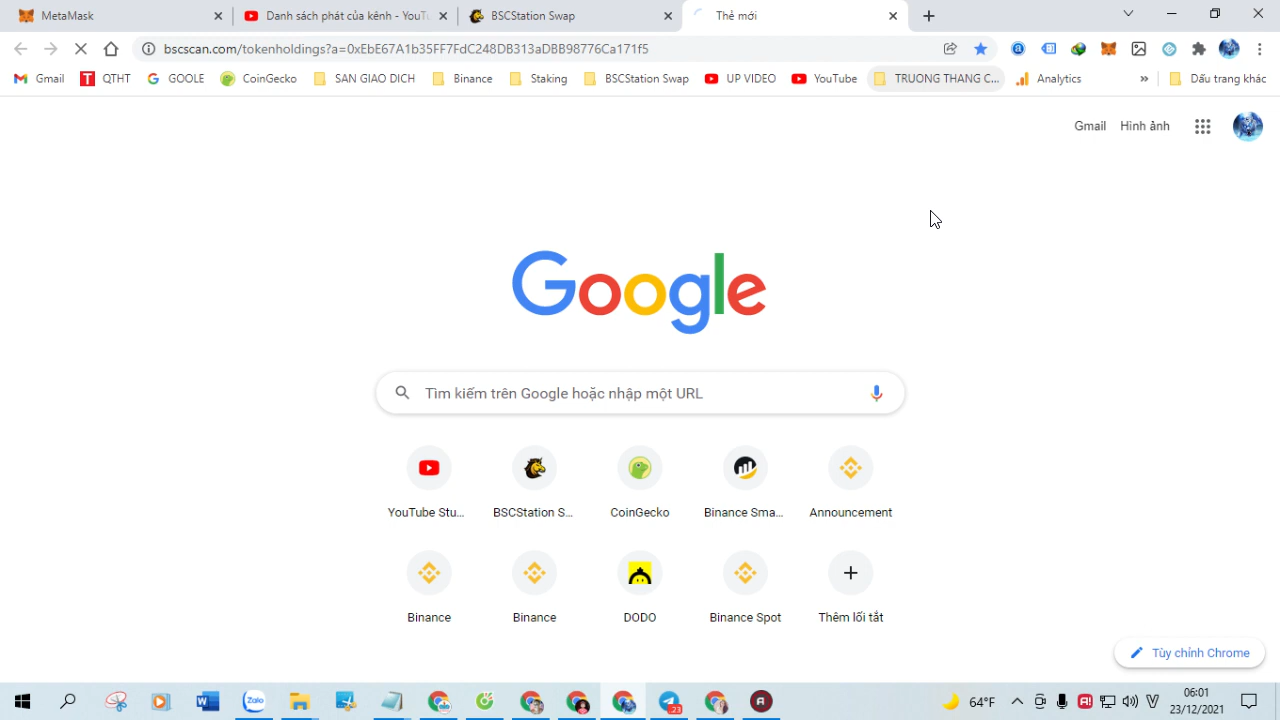 MetaMask
Danh sách phát của kênh - YouT
BSCStation Swap
Thẻ mới
bscscan.com/tokenholdings?a=0xEbE67A1b35FF7FdC248DB313aDBB98776Ca171f5
Gmail
QTHT
GOOLE
CoinGecko
SAN GIAO DICH
Binance
Staking
BSCStation Swap
UP VIDEO
YouTube
TRUONG THANG C...
Analytics
»
Dấu trang khác
Gmail
Hình ảnh
Google
Tìm kiếm trên Google hoặc nhập một URL
YouTube Stu...
BSCStation S...
CoinGecko
Binance Sma...
Announcement
Binance
Binance
DODO
Binance Spot
Thêm lối tắt
Tùy chỉnh Chrome
Zalo
23
64°F
06:01
23/12/2021